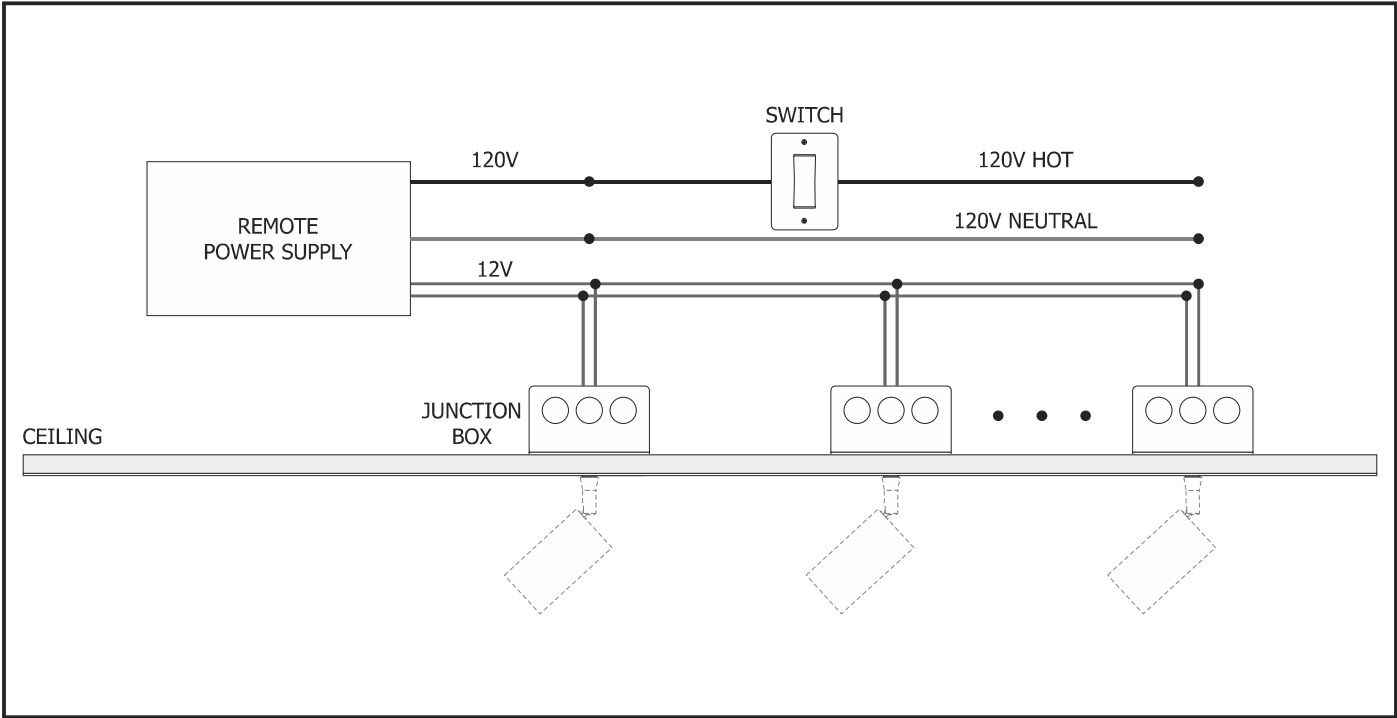 SWITCH
120V
120V HOT
REMOTE
POWER SUPPLY
120V NEUTRAL
12V
JUNCTION
BOX
CEILING